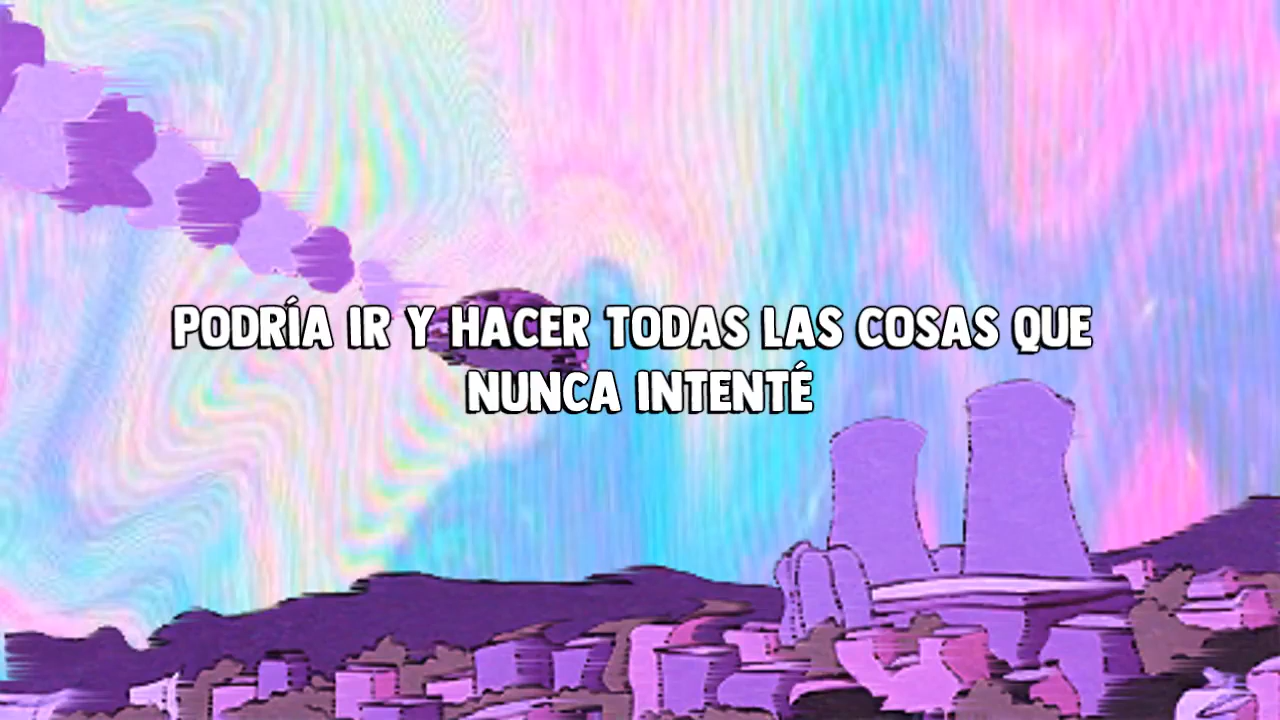 PODRÍA IR Y HACER TODAS LAS COSAS QUE
NUNCA INTENTÉ